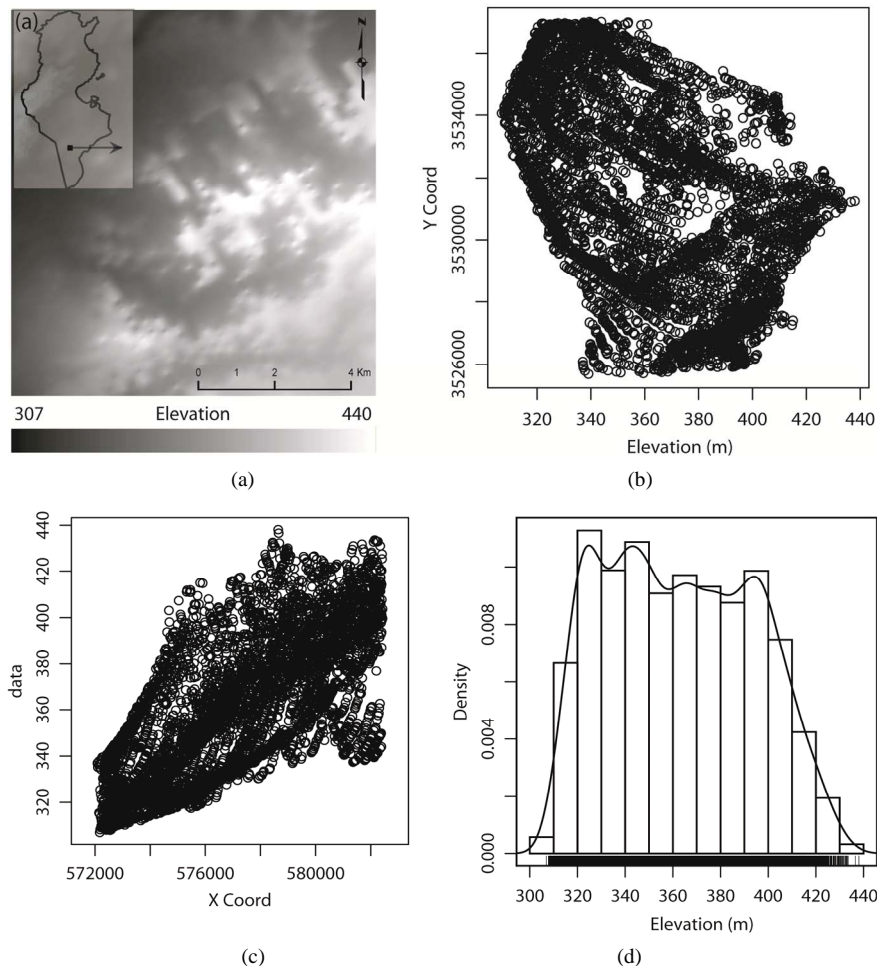 (a)
N
0 1 2 4 Km
307 Elevation 440
(a)
3526000 3530000 3534000
Y Coord
320 340 360 380 400 420 440
Elevation (m)
(b)
320 340 360 380 400 420 440
data
572000 576000 580000
X Coord
(c)
0.000 0.004 0.008
Density
300 320 340 360 380 400 420 440
Elevation (m)
(d)